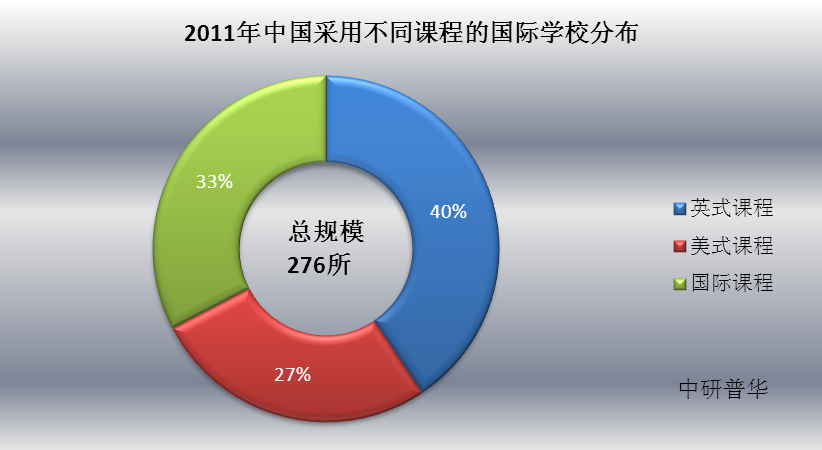 2011年中国采用不同课程的国际学校分布
33%
40%
总规模
276所
27%
英式课程
美式课程
国际课程
中研普华